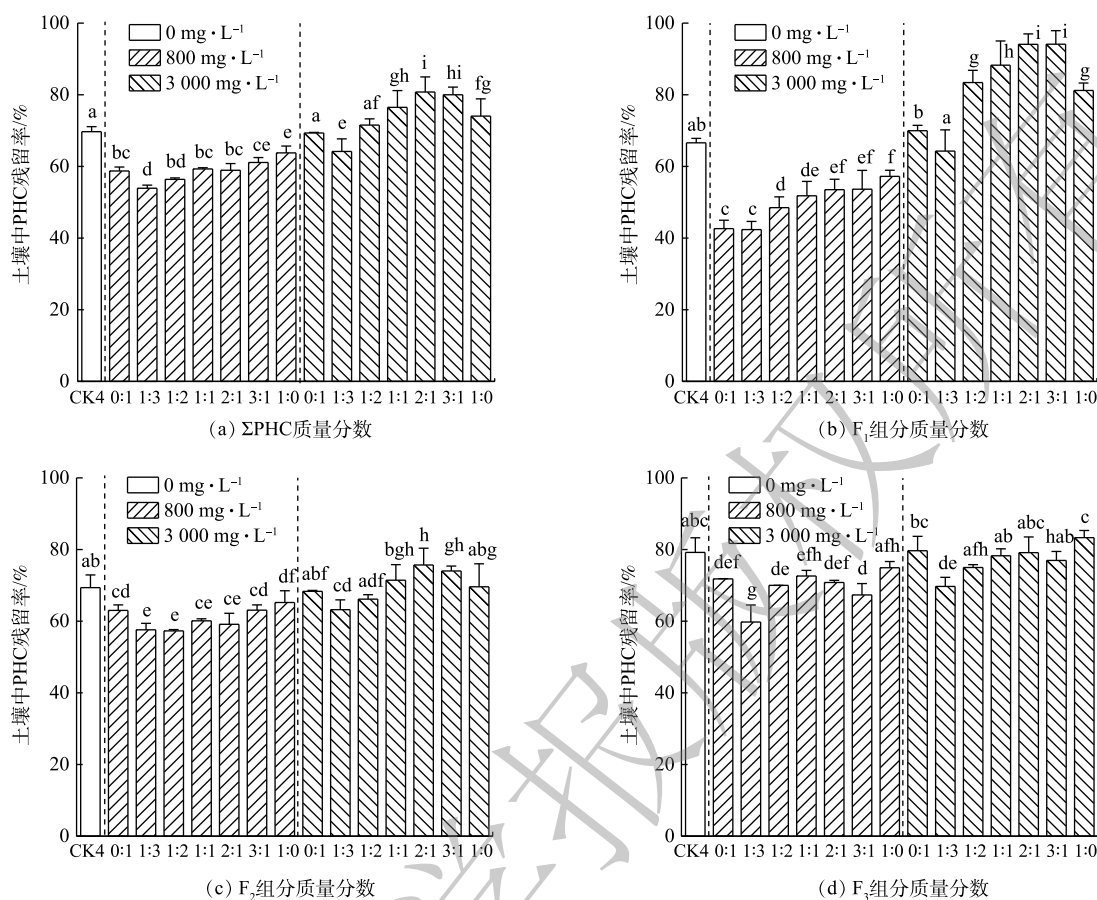 100
80
60
40
20
0
土壤中PHC残留率/%
0 mg·L⁻¹
800 mg·L⁻¹
3 000 mg·L⁻¹
a bc d bd bc bc ce e a e af gh i hi fg
CK4 0:1 1:3 1:2 1:1 2:1 3:1 1:0 0:1 1:3 1:2 1:1 2:1 3:1 1:0
(a) ΣPHC质量分数
100
80
60
40
20
0
土壤中PHC残留率/%
0 mg·L⁻¹
800 mg·L⁻¹
3 000 mg·L⁻¹
ab c c de de ef ef f b a g h i i g
CK4 0:1 1:3 1:2 1:1 2:1 3:1 1:0 0:1 1:3 1:2 1:1 2:1 3:1 1:0
(b) F₁组分质量分数
100
80
60
40
20
0
土壤中PHC残留率/%
0 mg·L⁻¹
800 mg·L⁻¹
3 000 mg·L⁻¹
ab cd e e ce ce cd df abf cd adf bgh h gh abg
CK4 0:1 1:3 1:2 1:1 2:1 3:1 1:0 0:1 1:3 1:2 1:1 2:1 3:1 1:0
(c) F₂组分质量分数
100
80
60
40
20
0
土壤中PHC残留率/%
0 mg·L⁻¹
800 mg·L⁻¹
3 000 mg·L⁻¹
abc def g de efh def d afh bc de afh ab abc hab c
CK4 0:1 1:3 1:2 1:1 2:1 3:1 1:0 0:1 1:3 1:2 1:1 2:1 3:1 1:0
(d) F₃组分质量分数
学报版权所有